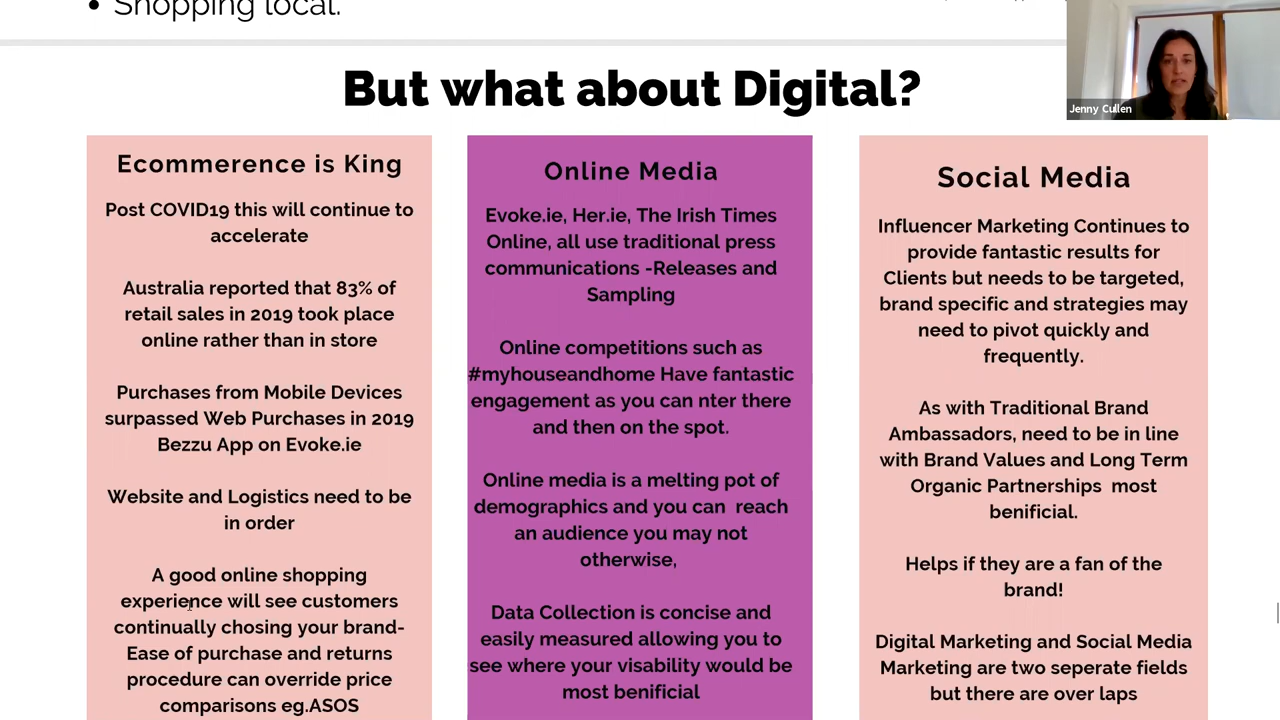 Shopping local.
But what about Digital?
Jenny Cullen
Ecommerence is King
Post COVID19 this will continue to
accelerate
Australia reported that 83% of
retail sales in 2019 took place
online rather than in store
Purchases from Mobile Devices
surpassed Web Purchases in 2019
Bezzu App on Evoke.ie
Website and Logistics need to be
in order
A good online shopping
experience will see customers
continually chosing your brand-
Ease of purchase and returns
procedure can override price
comparisons eg.ASOS
Online Media
Evoke.ie, Her.ie, The Irish Times
Online, all use traditional press
communications -Releases and
Sampling
Online competitions such as
#myhouseandhome Have fantastic
engagement as you can nter there
and then on the spot.
Online media is a melting pot of
demographics and you can reach
an audience you may not
otherwise,
Data Collection is concise and
easily measured allowing you to
see where your visability would be
most benificial
Social Media
Influencer Marketing Continues to
provide fantastic results for
Clients but needs to be targeted,
brand specific and strategies may
need to pivot quickly and
frequently.
As with Traditional Brand
Ambassadors, need to be in line
with Brand Values and Long Term
Organic Partnerships most
benificial.
Helps if they are a fan of the
brand!
Digital Marketing and Social Media
Marketing are two seperate fields
but there are over laps